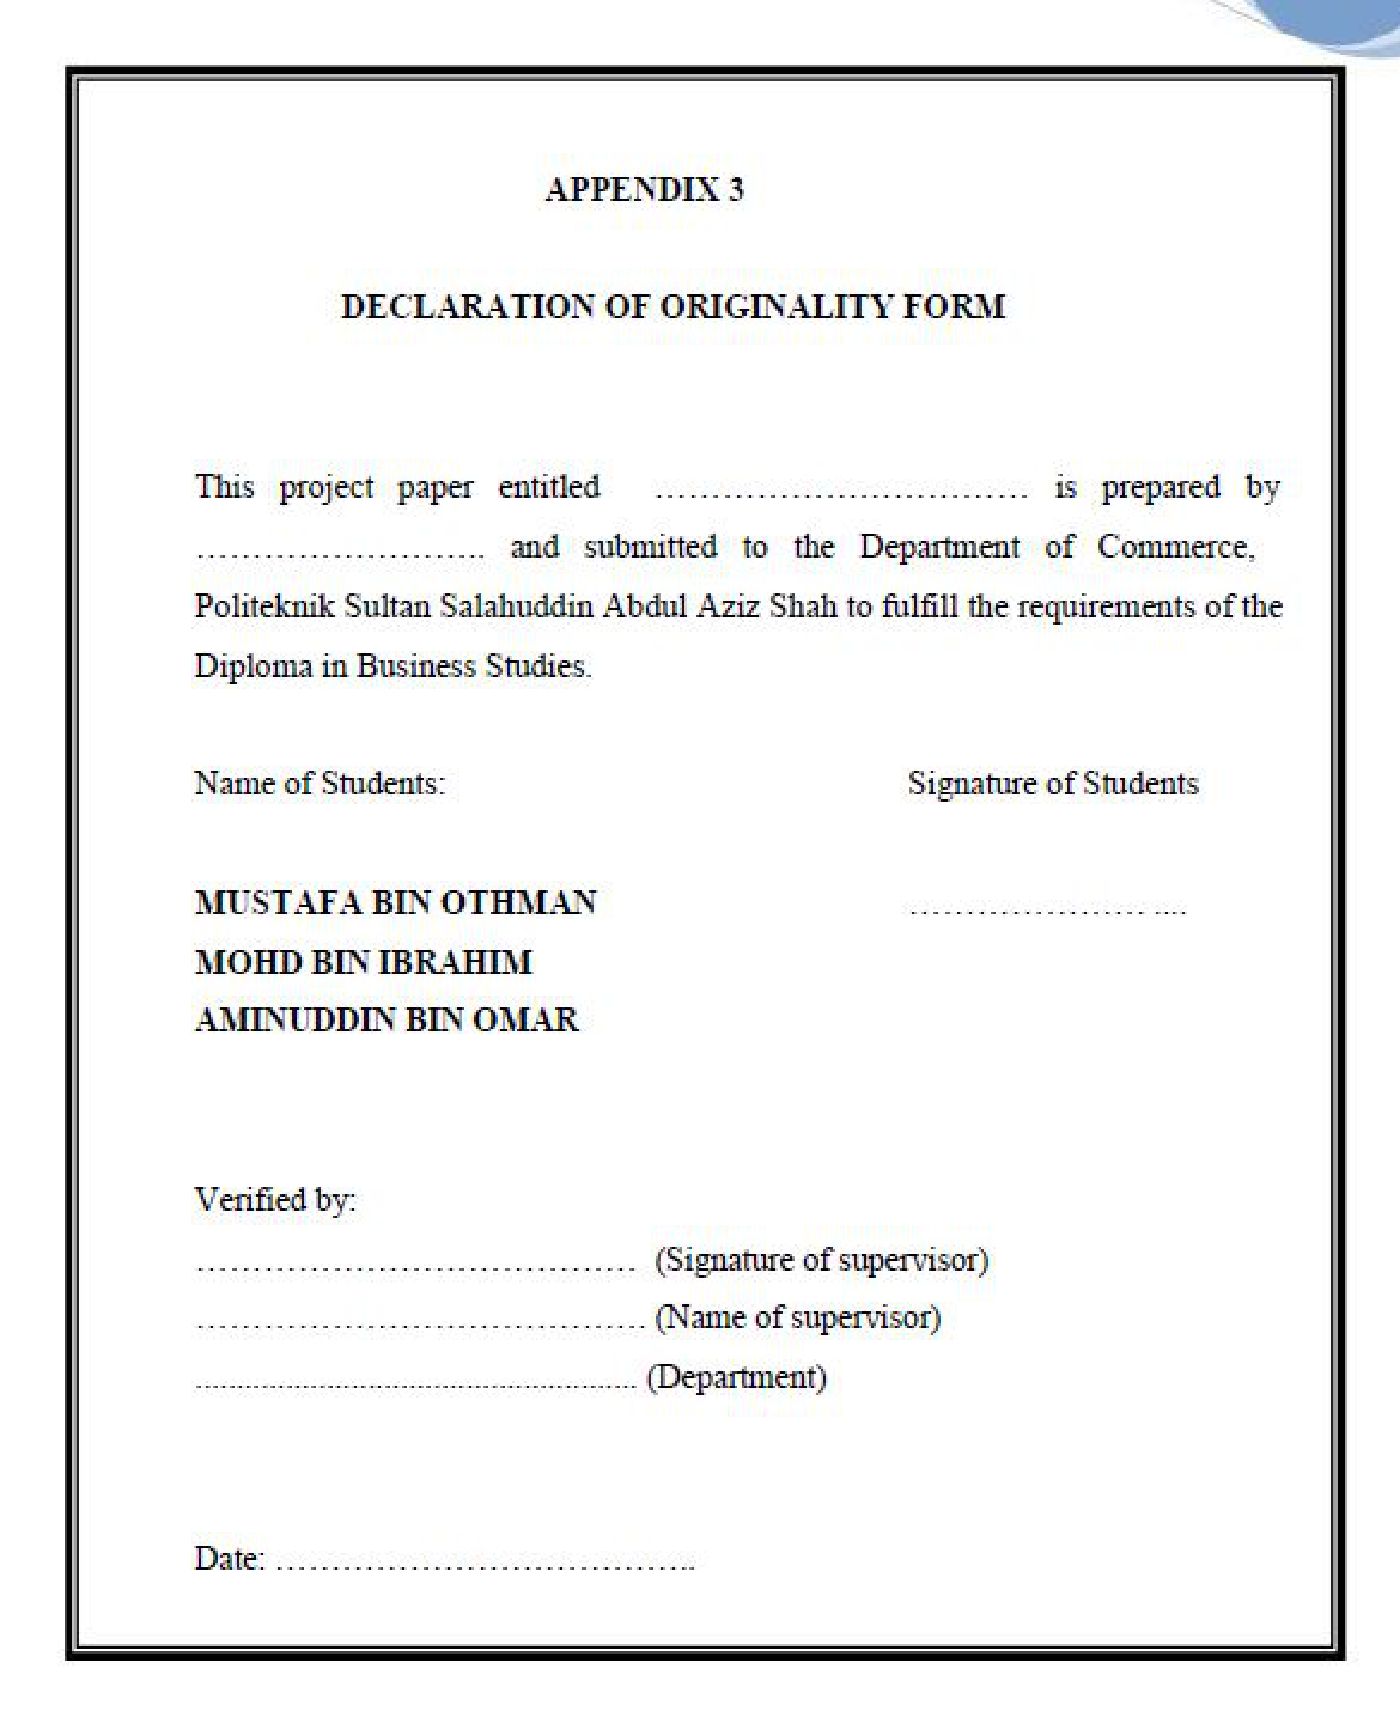 APPENDIX 3
DECLARATION OF ORIGINALITY FORM
This project paper entitled ................................. is prepared by
.......................... and submitted to the Department of Commerce,
Politeknik Sultan Salahuddin Abdul Aziz Shah to fulfill the requirements of the
Diploma in Business Studies.
Name of Students: Signature of Students
MUSTAFA BIN OTHMAN ..................... ....
MOHD BIN IBRAHIM
AMINUDDIN BIN OMAR
Verified by:
....................................... (Signature of supervisor)
........................................ (Name of supervisor)
....................................................... (Department)
Date: ......................................